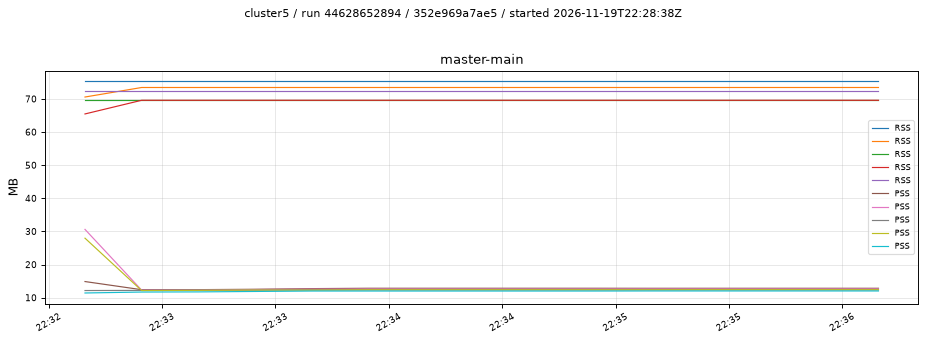 cluster5 / run 44628652894 / 352e969a7ae5 / started 2026-11-19T22:28:38Z
master-main
MB
70
60
50
40
30
20
10
RSS
RSS
RSS
RSS
RSS
PSS
PSS
PSS
PSS
PSS
22:32
22:33
22:33
22:34
22:34
22:35
22:35
22:36